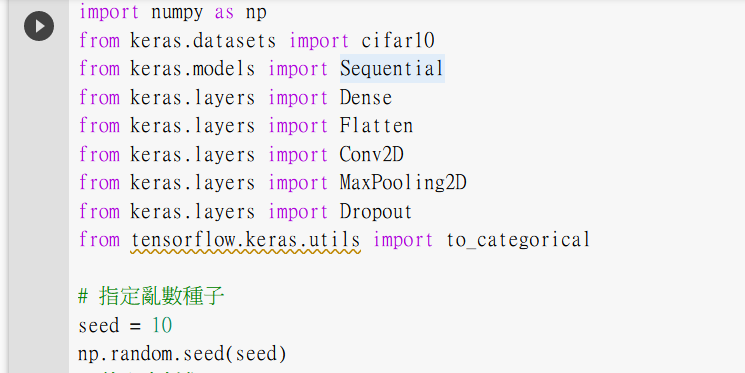 import numpy as np
from keras.datasets import cifar10
from keras.models import Sequential
from keras.layers import Dense
from keras.layers import Flatten
from keras.layers import Conv2D
from keras.layers import MaxPooling2D
from keras.layers import Dropout
from tensorflow.keras.utils import to_categorical
# 指定亂數種子
seed = 10
np.random.seed(seed)